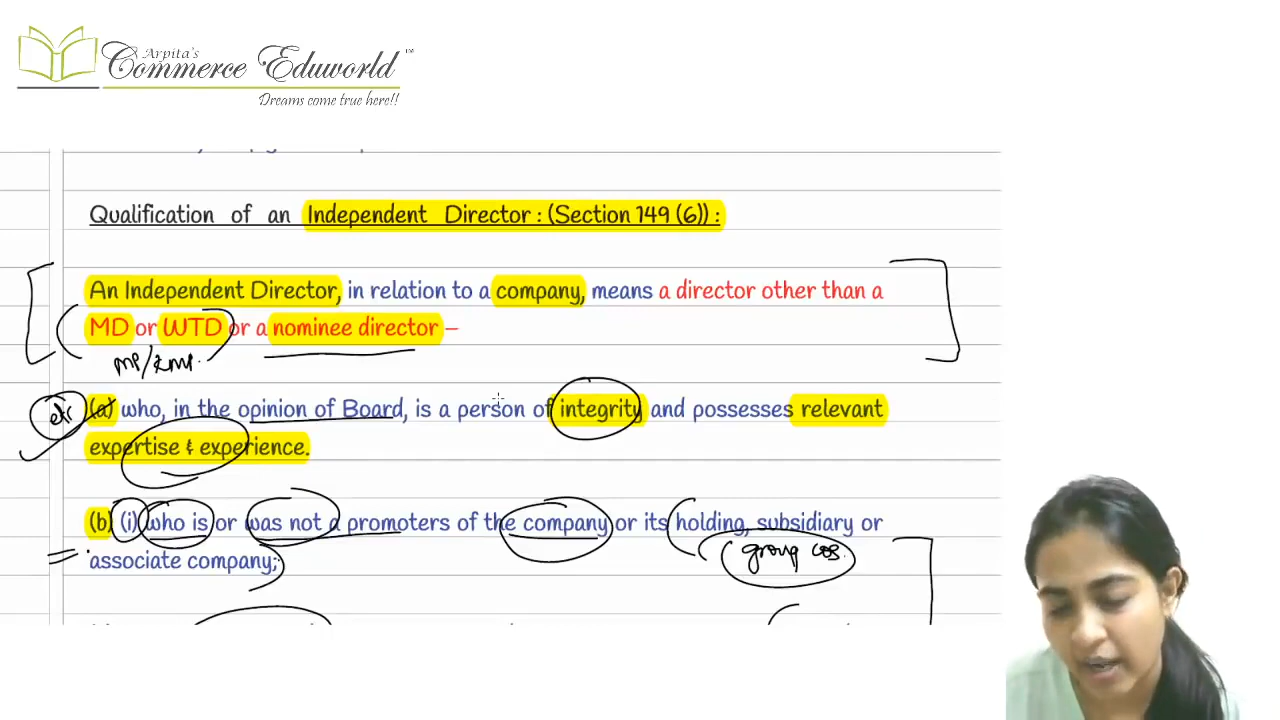 Arpita's
Commerce Eduworld™
Dreams come true here!!
Qualification of an Independent Director : (Section 149 (6)) :
An Independent Director, in relation to a company, means a director other than a
MD or WTD or a nominee director –
(a) who, in the opinion of Board, is a person of integrity and possesses relevant
expertise & experience.
(b) (i) who is or was not a promoters of the company or its holding, subsidiary or
group cos.
associate company;